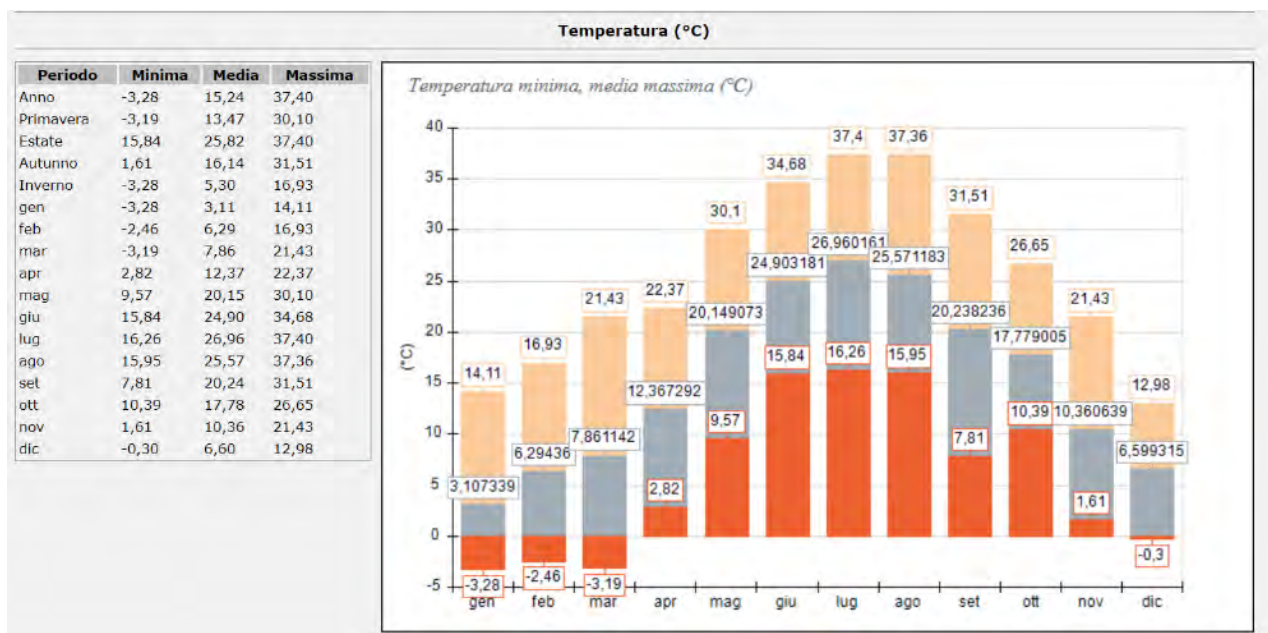 Temperatura (°C)
Periodo Minima Media Massima
Anno -3,28 15,24 37,40
Primavera -3,19 13,47 30,10
Estate 15,84 25,82 37,40
Autunno 1,61 16,14 31,51
Inverno -3,28 5,30 16,93
gen -3,28 3,11 14,11
feb -2,46 6,29 16,93
mar -3,19 7,86 21,43
apr 2,82 12,37 22,37
mag 9,57 20,15 30,10
giu 15,84 24,90 34,68
lug 16,26 26,96 37,40
ago 15,95 25,57 37,36
set 7,81 20,24 31,51
ott 10,39 17,78 26,65
nov 1,61 10,36 21,43
dic -0,30 6,60 12,98
Temperatura minima, media massima (°C)
40
35
30
25
20
15
10
5
0
-5
(°C)
14,11 16,93 21,43 22,37 30,1 34,68 37,4 37,36 31,51 26,65 21,43 12,98
3,107339 6,29436 7,861142 12,367292 20,149073 24,903181 26,960161 25,571183 20,238236 17,779005 10,360639 6,599315
-3,28 -2,46 -3,19 2,82 9,57 15,84 16,26 15,95 7,81 10,39 1,61 -0,3
gen feb mar apr mag giu lug ago set ott nov dic